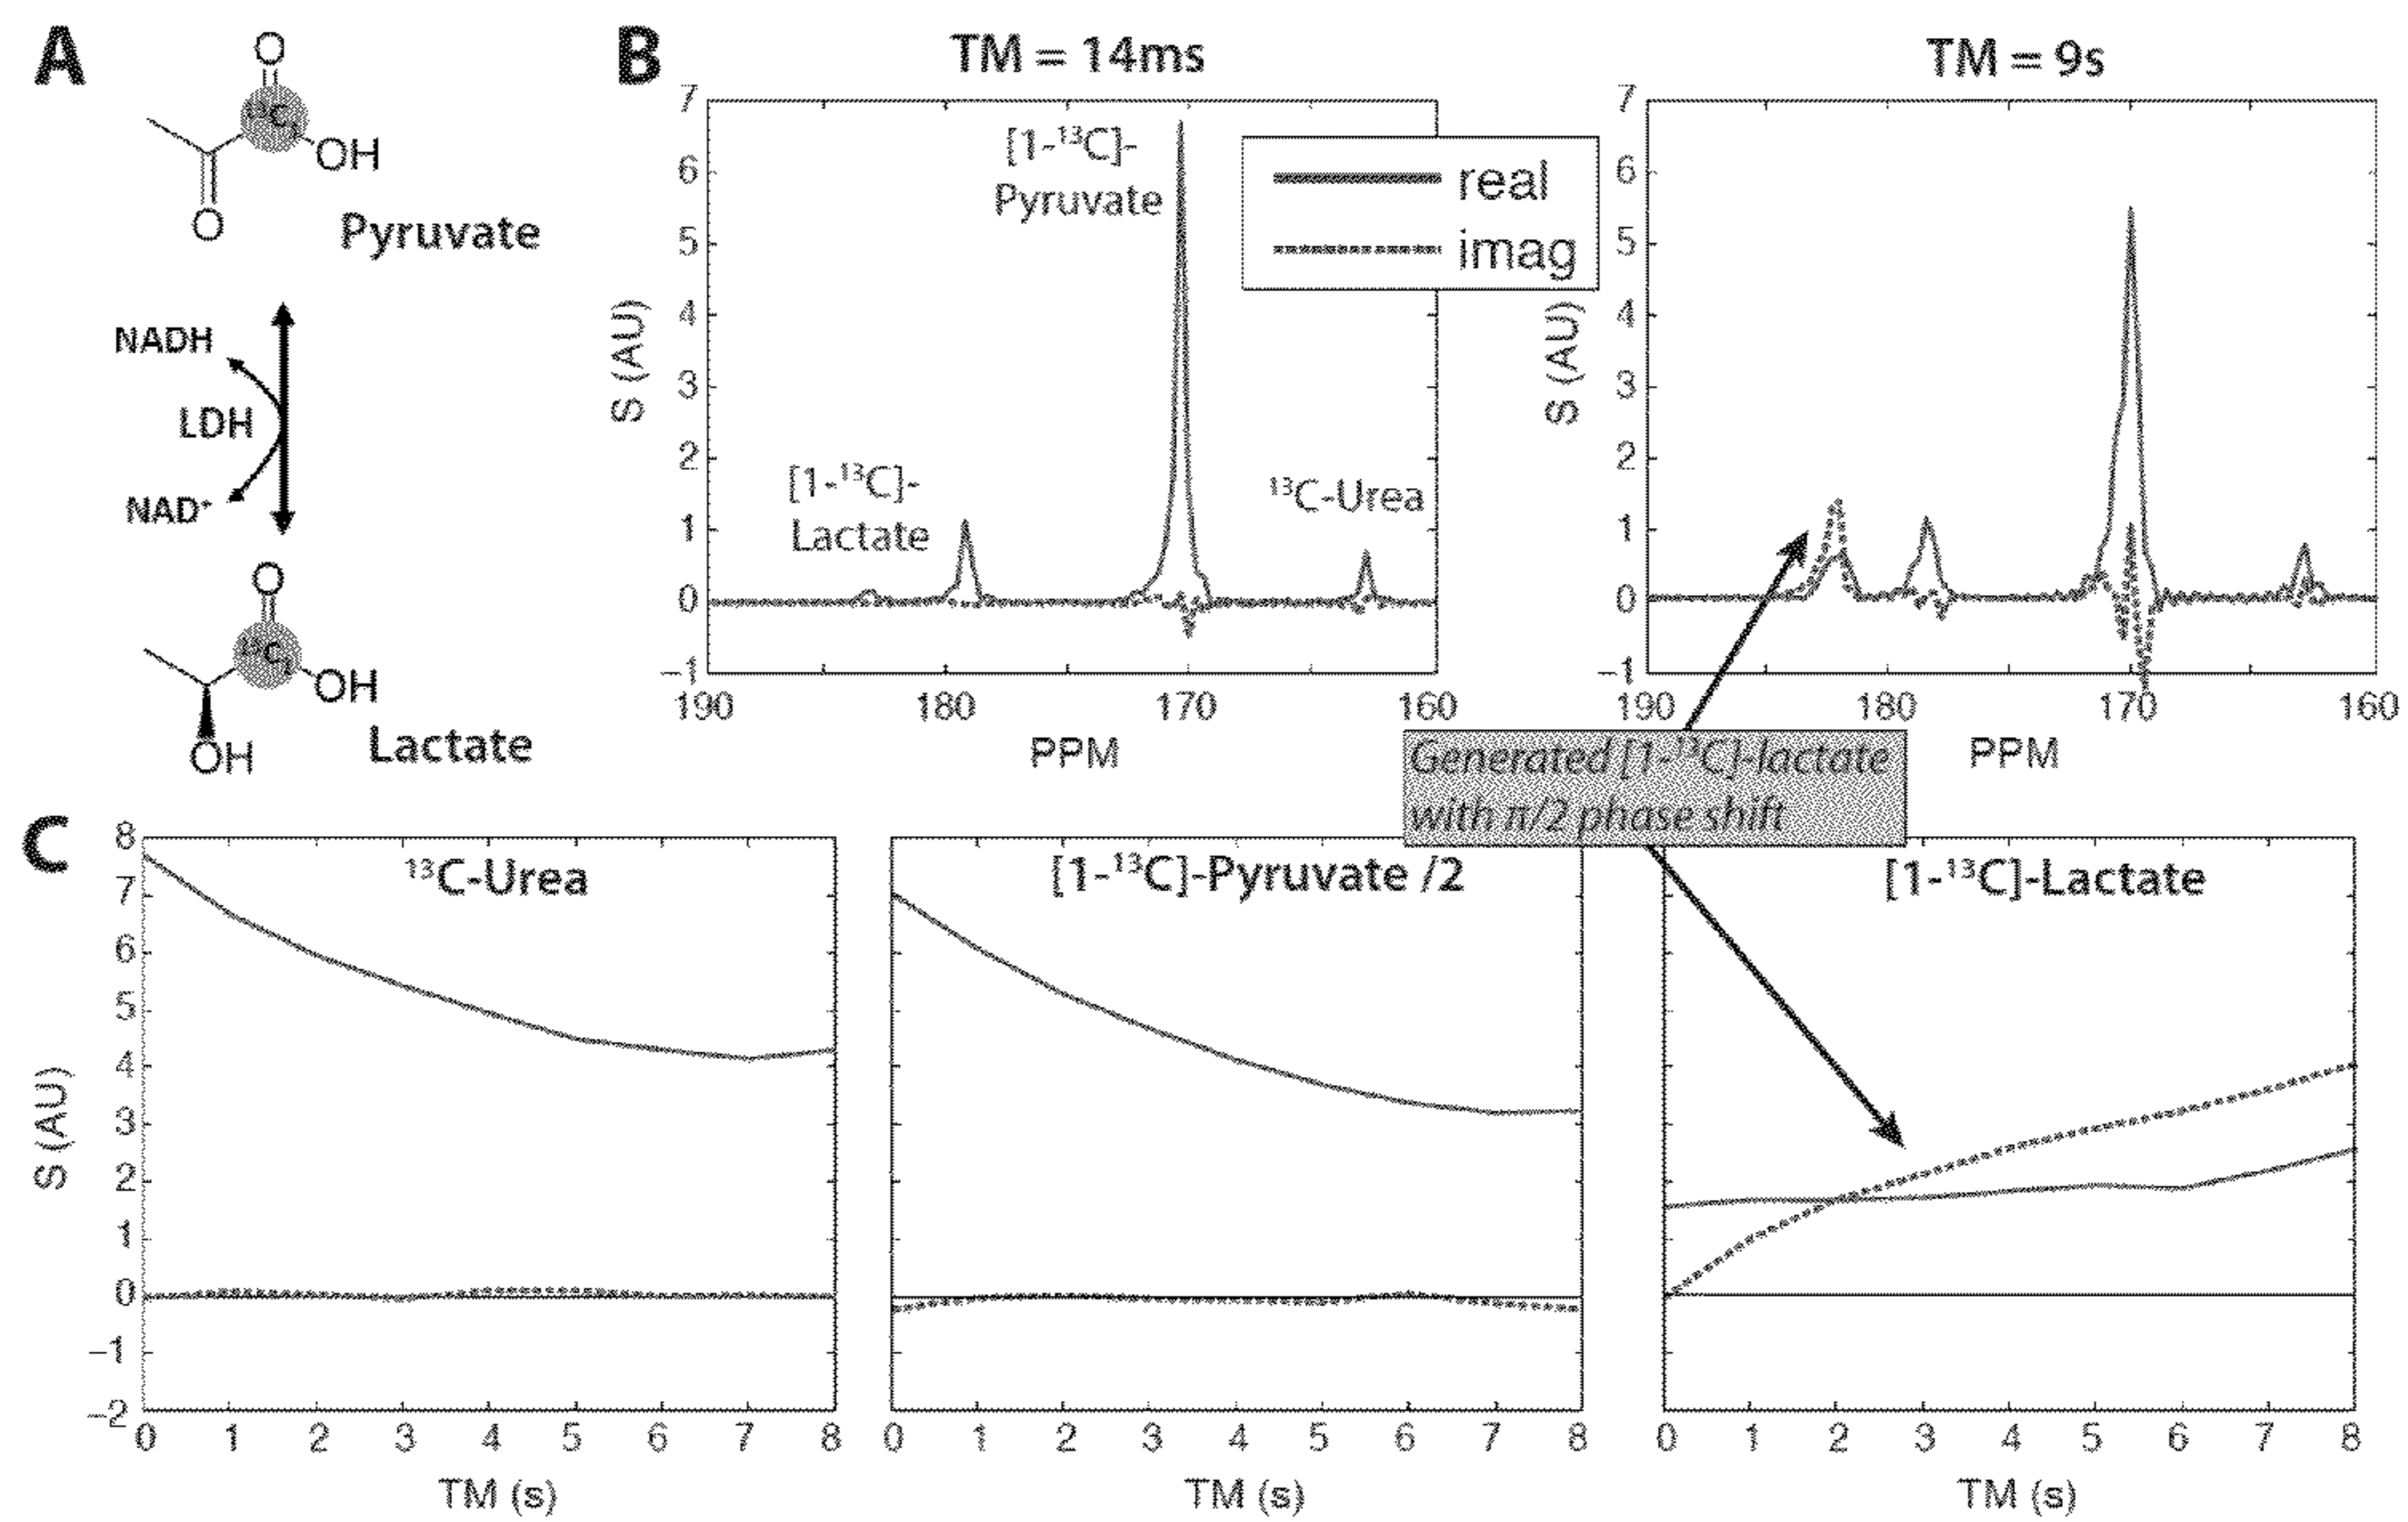 A
O
¹³C₁
OH
O
Pyruvate
NADH
LDH
NAD⁺
O
¹³C₁
OH
OH
Lactate
B
TM = 14ms
7
6
5
4
3
2
1
0
−1
S (AU)
[1-¹³C]-
Pyruvate
[1-¹³C]-
Lactate
¹³C-Urea
190
180
170
160
PPM
real
imag
TM = 9s
7
6
5
4
3
2
1
0
−1
S (AU)
190
180
170
160
PPM
Generated [1-¹³C]-lactate
with π/2 phase shift
C
8
7
6
5
4
3
2
1
0
−1
−2
S (AU)
¹³C-Urea
0 1 2 3 4 5 6 7 8
TM (s)
[1-¹³C]-Pyruvate /2
0 1 2 3 4 5 6 7 8
TM (s)
[1-¹³C]-Lactate
0 1 2 3 4 5 6 7 8
TM (s)